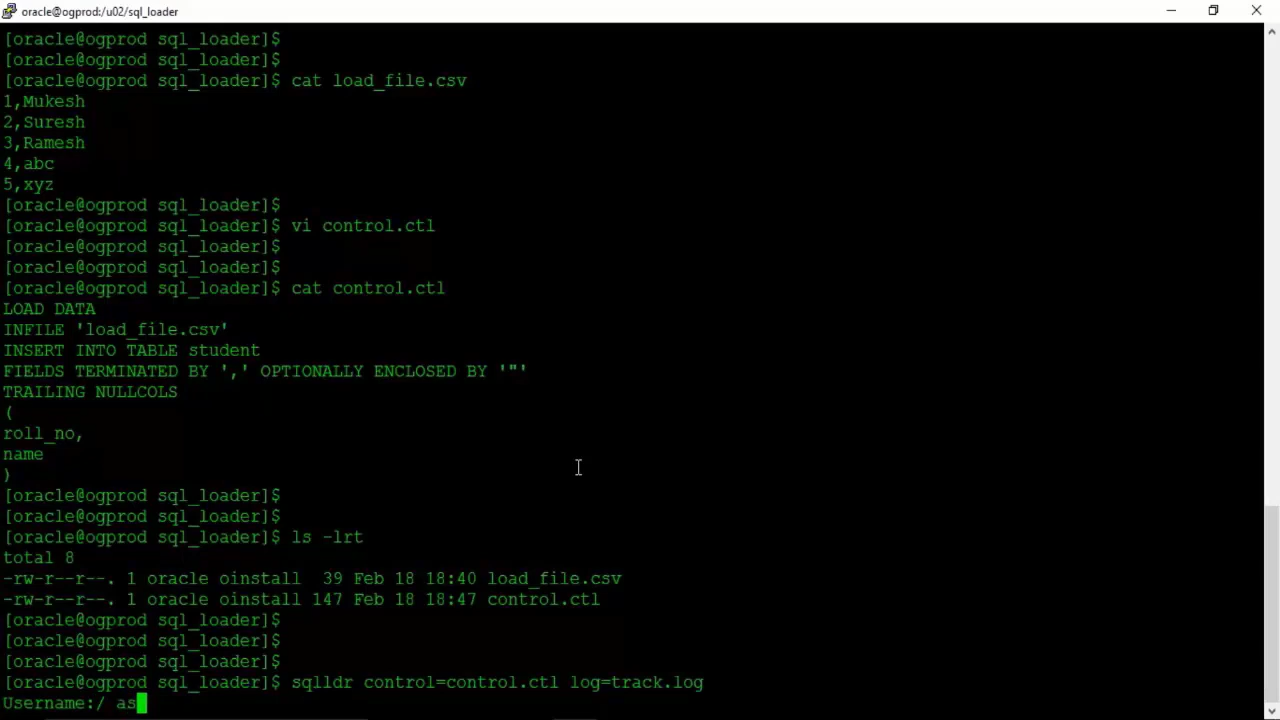 oracle@ogprod:/u02/sql_loader
[oracle@ogprod sql_loader]$
[oracle@ogprod sql_loader]$
[oracle@ogprod sql_loader]$ cat load_file.csv
1,Mukesh
2,Suresh
3,Ramesh
4,abc
5,xyz
[oracle@ogprod sql_loader]$
[oracle@ogprod sql_loader]$ vi control.ctl
[oracle@ogprod sql_loader]$
[oracle@ogprod sql_loader]$
[oracle@ogprod sql_loader]$ cat control.ctl
LOAD DATA
INFILE 'load_file.csv'
INSERT INTO TABLE student
FIELDS TERMINATED BY ',' OPTIONALLY ENCLOSED BY '"'
TRAILING NULLCOLS
(
roll_no,
name
)
[oracle@ogprod sql_loader]$
[oracle@ogprod sql_loader]$
[oracle@ogprod sql_loader]$ ls -lrt
total 8
-rw-r--r--. 1 oracle oinstall  39 Feb 18 18:40 load_file.csv
-rw-r--r--. 1 oracle oinstall 147 Feb 18 18:47 control.ctl
[oracle@ogprod sql_loader]$
[oracle@ogprod sql_loader]$
[oracle@ogprod sql_loader]$
[oracle@ogprod sql_loader]$ sqlldr control=control.ctl log=track.log
Username:/ as